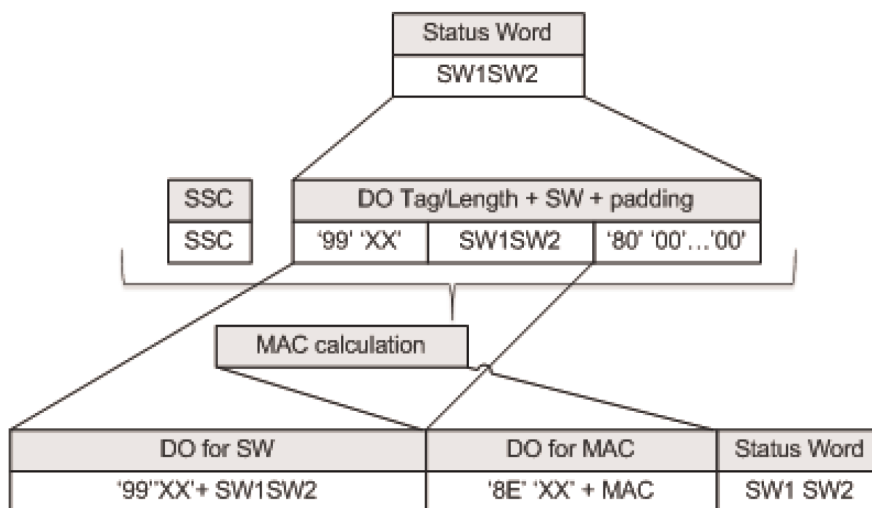 Status Word
SW1SW2
SSC DO Tag/Length + SW + padding
SSC '99' 'XX' SW1SW2 '80' '00'...'00'
MAC calculation
DO for SW DO for MAC Status Word
'99''XX'+ SW1SW2 '8E' 'XX' + MAC SW1 SW2